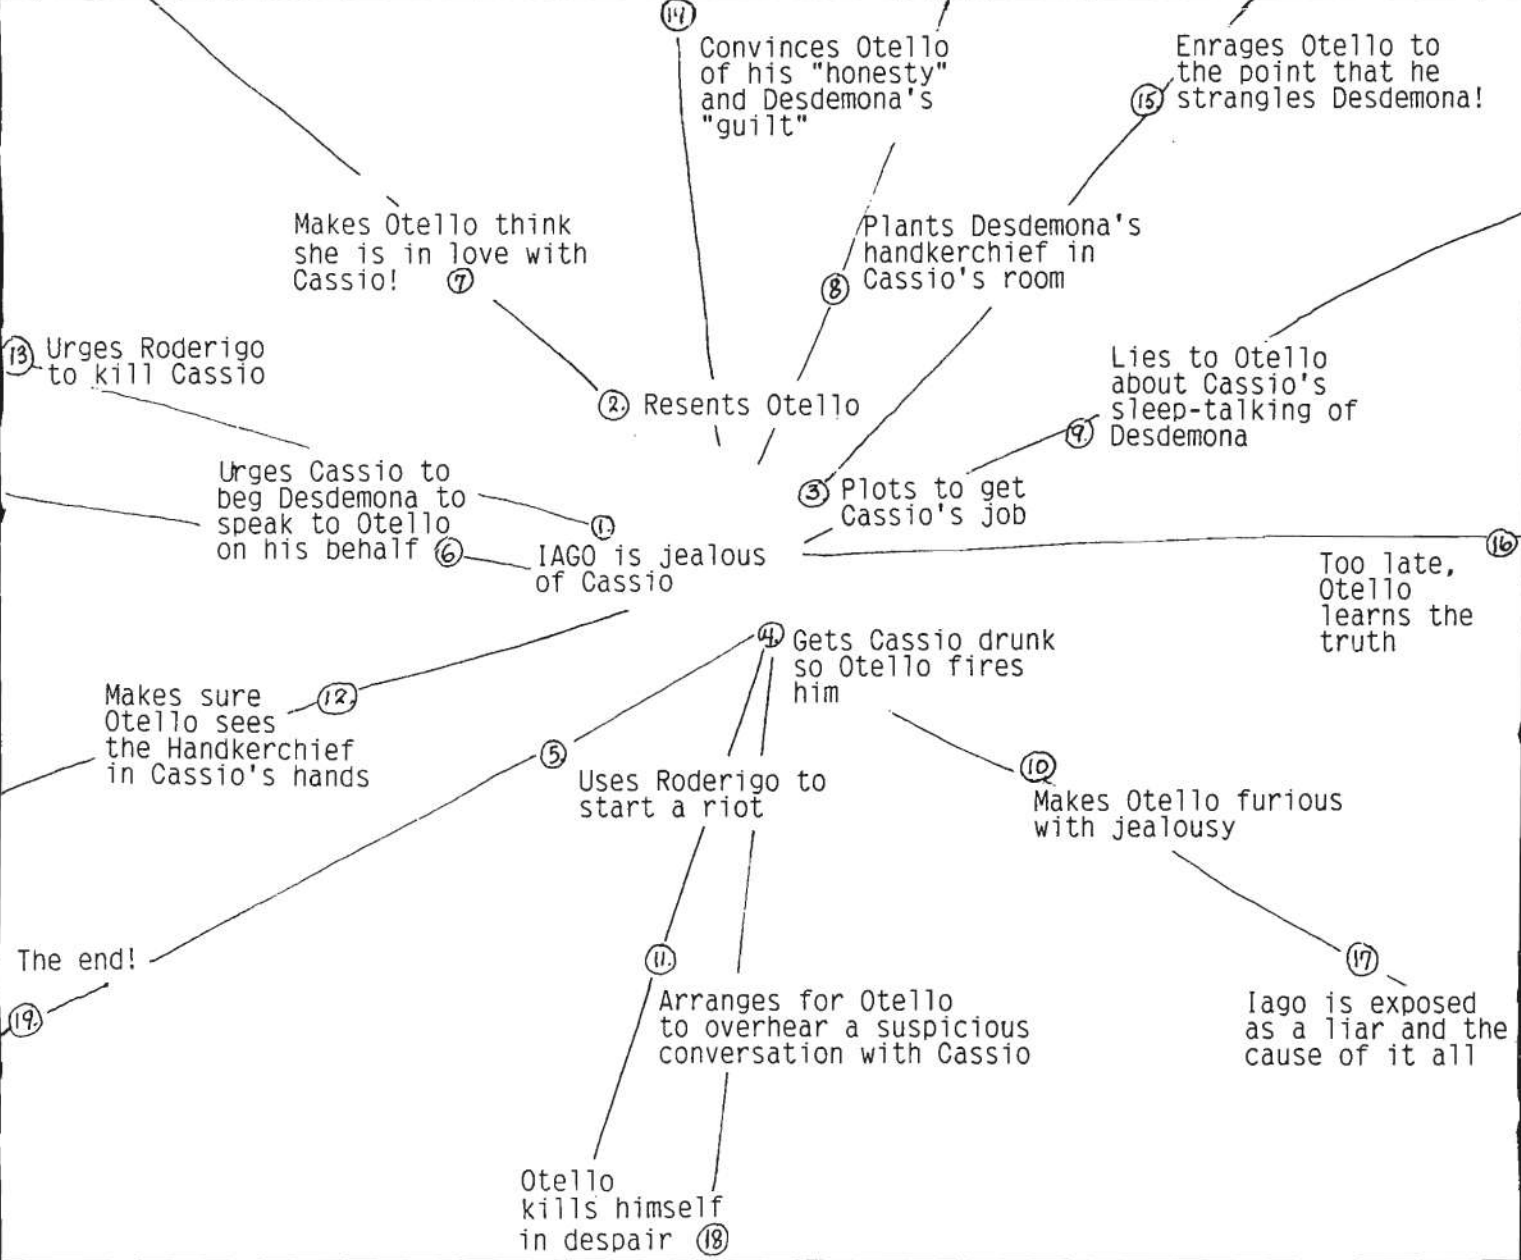 14
Convinces Otello
of his "honesty"
and Desdemona's
"guilt"
Enrages Otello to
the point that he
15. strangles Desdemona!
Makes Otello think
she is in love with
Cassio! 7
Plants Desdemona's
handkerchief in
8 Cassio's room
13 Urges Roderigo
to kill Cassio
2. Resents Otello
Lies to Otello
about Cassio's
sleep-talking of
9. Desdemona
Urges Cassio to
beg Desdemona to
speak to Otello
on his behalf 6
3 Plots to get
Cassio's job
1.
IAGO is jealous
of Cassio
16
Too late,
Otello
learns the
truth
4. Gets Cassio drunk
so Otello fires
him
Makes sure 12.
Otello sees
the Handkerchief
in Cassio's hands
5.
Uses Roderigo to
start a riot
10
Makes Otello furious
with jealousy
The end!
19.
11.
Arranges for Otello
to overhear a suspicious
conversation with Cassio
17
Iago is exposed
as a liar and the
cause of it all
Otello
kills himself
in despair 18